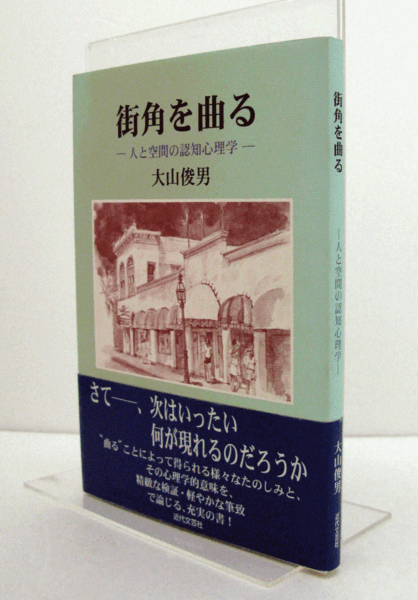 街角を曲る
―人と空間の認知心理学―
大山俊男
さて――、次はいったい
何が現れるのだろうか
“曲る”ことによって得られる様々なたのしみと、
その心理学的意味を、
精緻な検証・軽やかな筆致
で論じる、充実の書!
近代文芸社
街角を曲る
―人と空間の認知心理学―
大山俊男